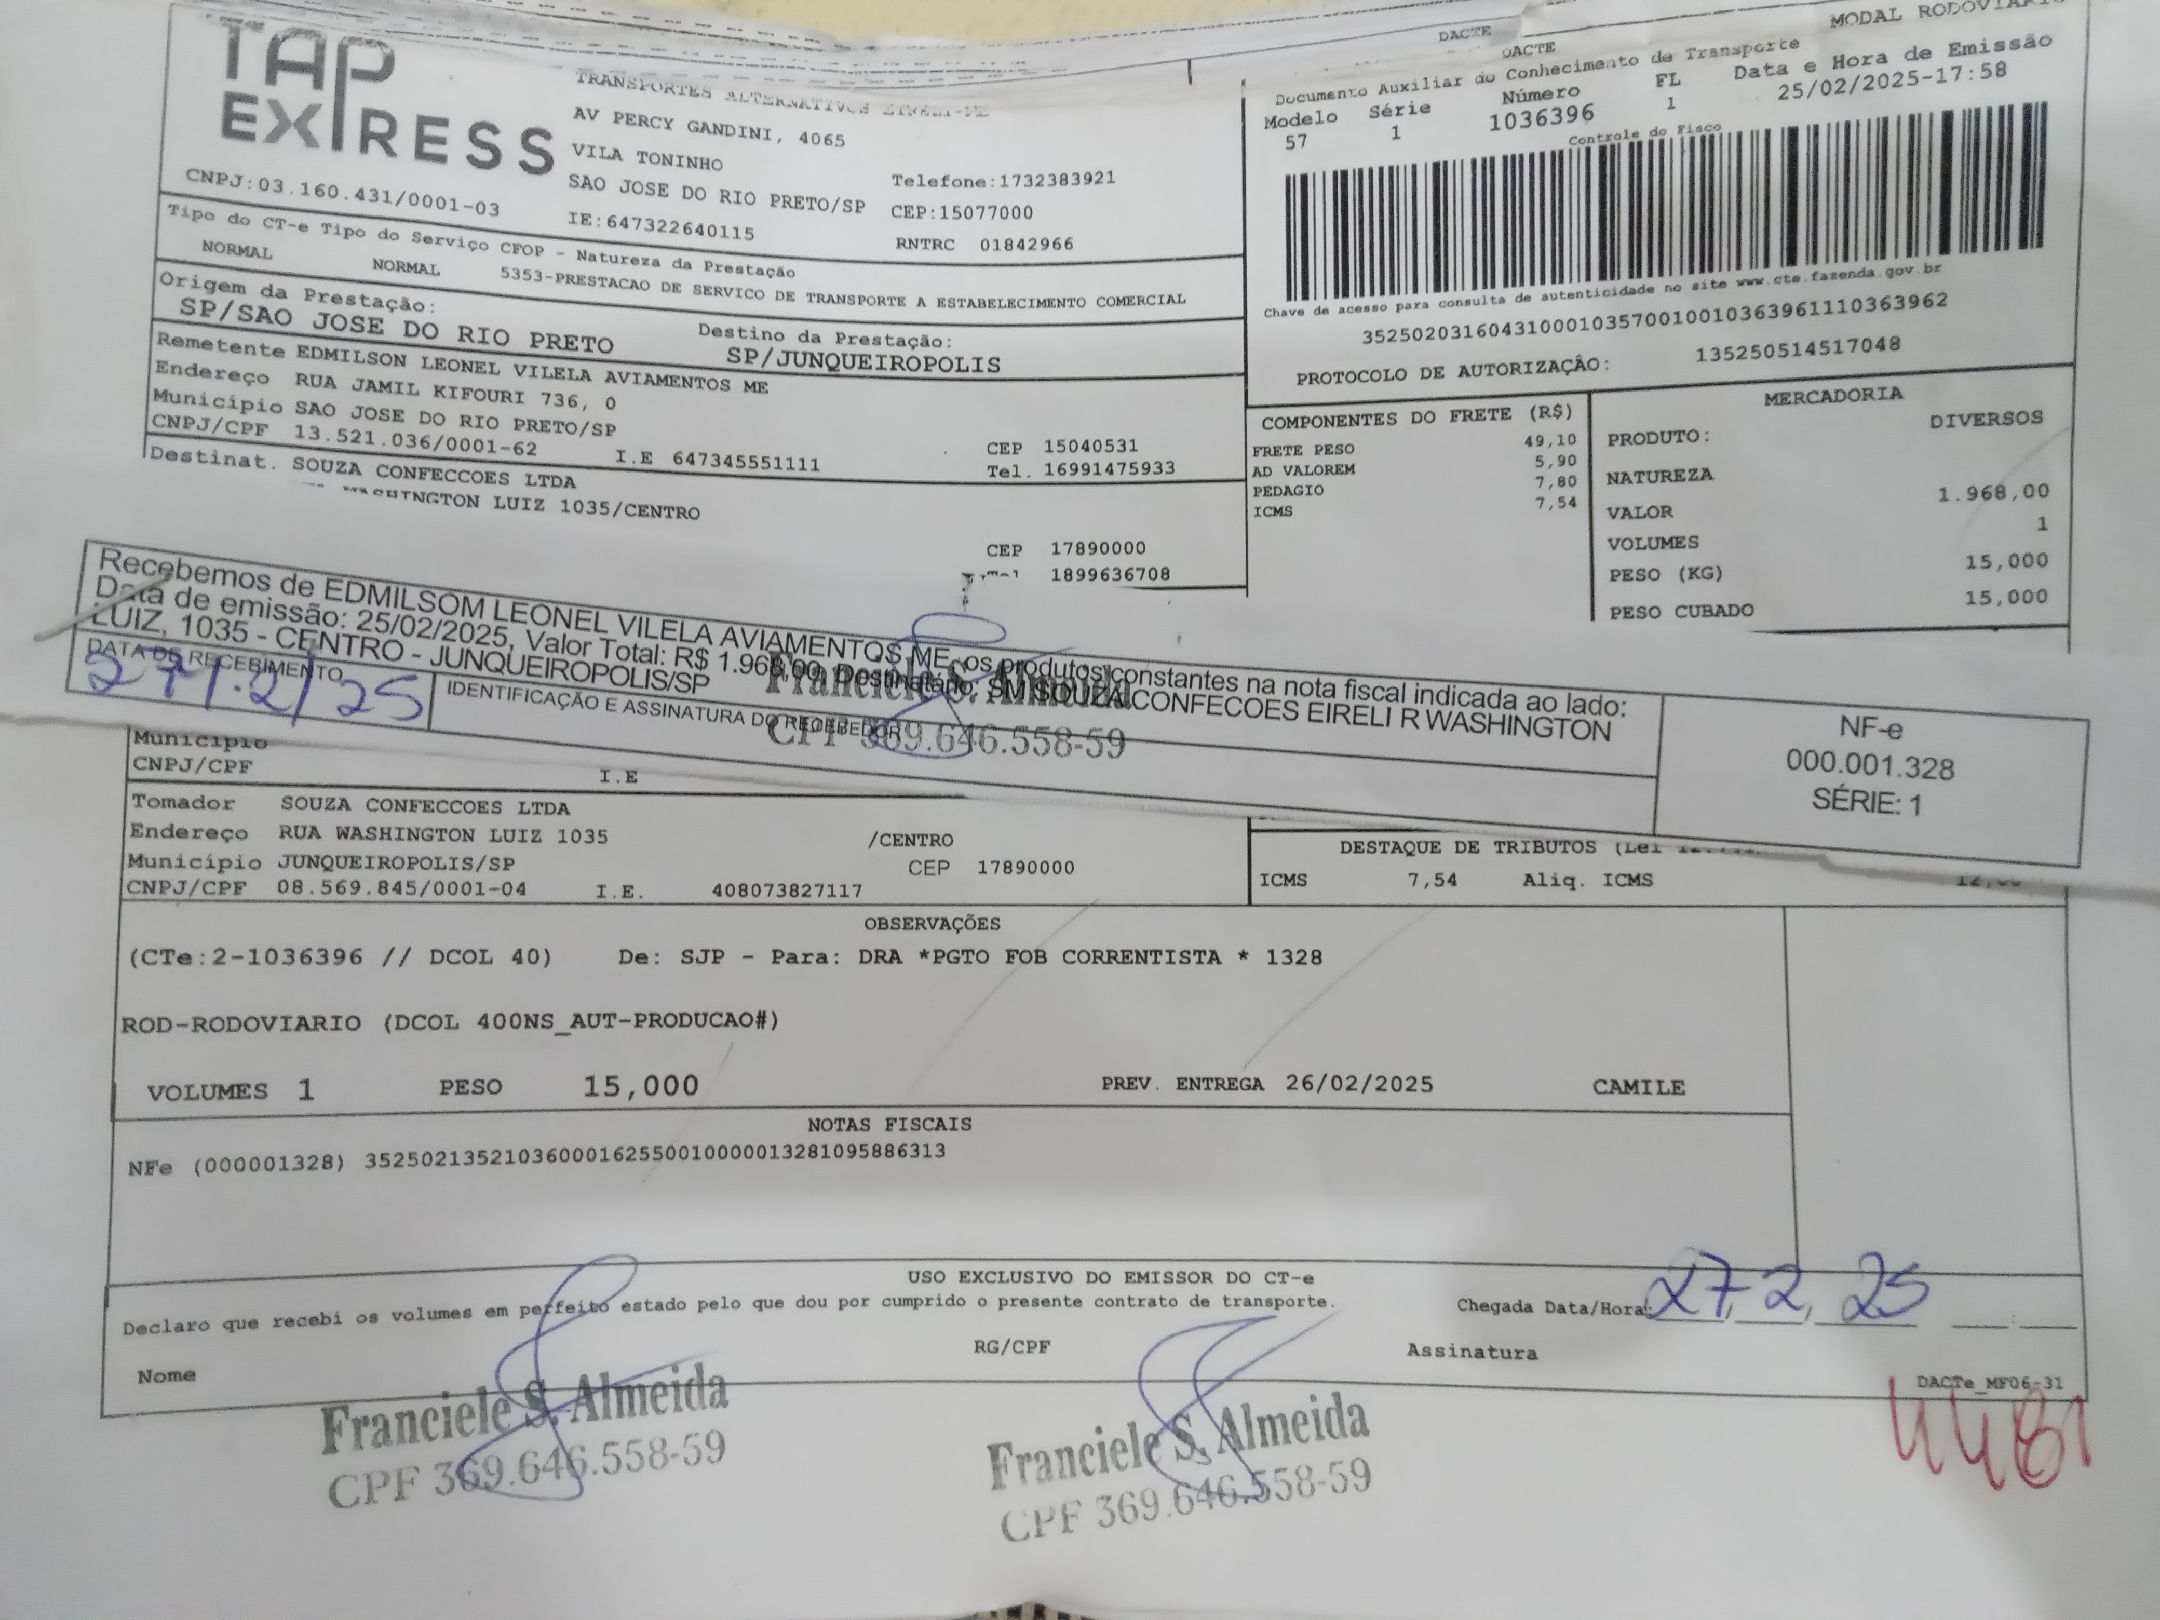 DACTE
MODAL
TAP
EXPRESS
TRANSPORTES ALTERNATIVOS EIRELI-ME
AV PERCY GANDINI, 4065
VILA TONINHO
SAO JOSE DO RIO PRETO/SP
IE:647322640115
Telefone:1732383921
CEP:15077000
RNTRC 01842966
CNPJ:03.160.431/0001-03
DACTE
Documento Auxiliar do Conhecimento de Transporte
Modelo Série Número FL Data e Hora de Emissão
57 1 1036396 1 25/02/2025-17:58
Controle do Fisco
Chave de acesso para consulta de autenticidade no site www.cte.fazenda.gov.br
35250203160431000103570010010363961110363962
PROTOCOLO DE AUTORIZAÇÃO: 135250514517048
Tipo do CT-e Tipo do Serviço CFOP - Natureza da Prestação
NORMAL NORMAL 5353-PRESTACAO DE SERVICO DE TRANSPORTE A ESTABELECIMENTO COMERCIAL
Origem da Prestação:
SP/SAO JOSE DO RIO PRETO
Destino da Prestação:
SP/JUNQUEIROPOLIS
Remetente EDMILSON LEONEL VILELA AVIAMENTOS ME
Endereço RUA JAMIL KIFOURI 736, 0
Município SAO JOSE DO RIO PRETO/SP
CEP 15040531
CNPJ/CPF 13.521.036/0001-62 I.E 647345551111 Tel. 16991475933
Destinat. SOUZA CONFECCOES LTDA
WASHINGTON LUIZ 1035/CENTRO
CEP 17890000
1899636708
COMPONENTES DO FRETE (R$)
FRETE PESO 49,10
AD VALOREM 5,90
PEDAGIO 7,80
ICMS 7,54
MERCADORIA
PRODUTO: DIVERSOS
NATUREZA
VALOR 1.968,00
VOLUMES 1
PESO (KG) 15,000
PESO CUBADO 15,000
Recebemos de EDMILSOM LEONEL VILELA AVIAMENTOS ME, os produtos constantes na nota fiscal indicada ao lado:
Data de emissão: 25/02/2025, Valor Total: R$ 1.968,00, Destinatário: SM SOUZA CONFECOES EIRELI R WASHINGTON
LUIZ, 1035 - CENTRO - JUNQUEIROPOLIS/SP
DATA DE RECEBIMENTO
27/2/25
IDENTIFICAÇÃO E ASSINATURA DO RECEBEDOR
Franciele S. Almeida
CPF 369.646.558-59
NF-e
000.001.328
SÉRIE: 1
Município
CNPJ/CPF I.E
Tomador SOUZA CONFECCOES LTDA
Endereço RUA WASHINGTON LUIZ 1035 /CENTRO
Município JUNQUEIROPOLIS/SP CEP 17890000
CNPJ/CPF 08.569.845/0001-04 I.E. 408073827117
DESTAQUE DE TRIBUTOS (Lei
ICMS 7,54 Aliq. ICMS
OBSERVAÇÕES
(CTe:2-1036396 // DCOL 40) De: SJP - Para: DRA *PGTO FOB CORRENTISTA * 1328
ROD-RODOVIARIO (DCOL 400NS_AUT-PRODUCAO#)
VOLUMES 1 PESO 15,000 PREV. ENTREGA 26/02/2025 CAMILE
NOTAS FISCAIS
NFe (000001328) 35250213521036000162550010000013281095886313
USO EXCLUSIVO DO EMISSOR DO CT-e
Declaro que recebi os volumes em perfeito estado pelo que dou por cumprido o presente contrato de transporte.
Chegada Data/Hora: 27, 2, 25 :
Nome RG/CPF Assinatura
DACTe_MF06-31
Franciele S. Almeida
CPF 369.646.558-59
Franciele S. Almeida
CPF 369.646.558-59